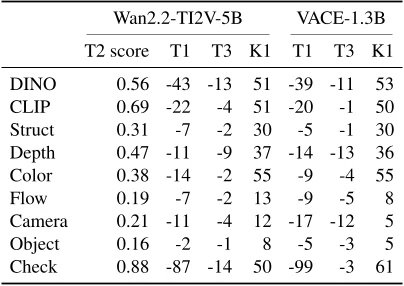 Wan2.2-TI2V-5B VACE-1.3B
T2 score T1 T3 K1 T1 T3 K1
DINO 0.56 -43 -13 51 -39 -11 53
CLIP 0.69 -22 -4 51 -20 -1 50
Struct 0.31 -7 -2 30 -5 -1 30
Depth 0.47 -11 -9 37 -14 -13 36
Color 0.38 -14 -2 55 -9 -4 55
Flow 0.19 -7 -2 13 -9 -5 8
Camera 0.21 -11 -4 12 -17 -12 5
Object 0.16 -2 -1 8 -5 -3 5
Check 0.88 -87 -14 50 -99 -3 61